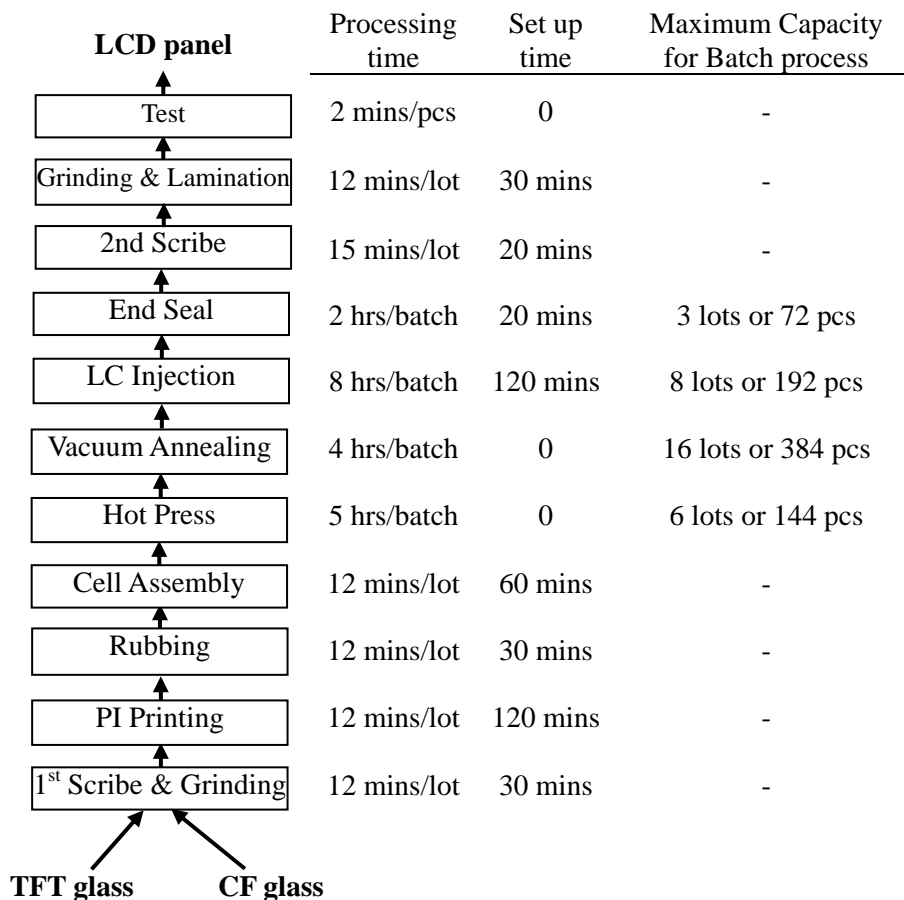 LCD panel
Processing time
Set up time
Maximum Capacity for Batch process
Test 2 mins/pcs 0 -
Grinding & Lamination 12 mins/lot 30 mins -
2nd Scribe 15 mins/lot 20 mins -
End Seal 2 hrs/batch 20 mins 3 lots or 72 pcs
LC Injection 8 hrs/batch 120 mins 8 lots or 192 pcs
Vacuum Annealing 4 hrs/batch 0 16 lots or 384 pcs
Hot Press 5 hrs/batch 0 6 lots or 144 pcs
Cell Assembly 12 mins/lot 60 mins -
Rubbing 12 mins/lot 30 mins -
PI Printing 12 mins/lot 120 mins -
1st Scribe & Grinding 12 mins/lot 30 mins -
TFT glass CF glass